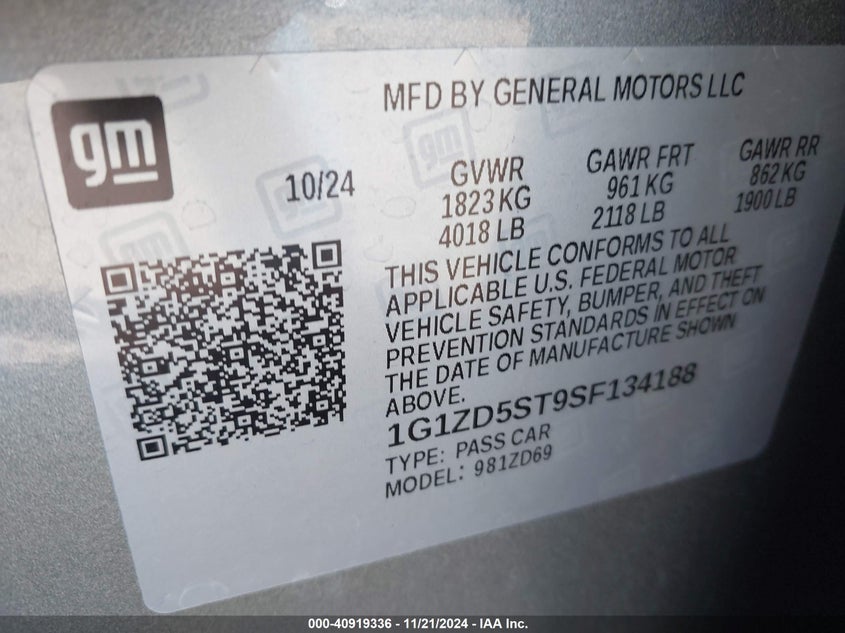 gm
MFD BY GENERAL MOTORS LLC
10/24
GVWR
1823 KG
4018 LB
GAWR FRT
961 KG
2118 LB
GAWR RR
862 KG
1900 LB
THIS VEHICLE CONFORMS TO ALL
APPLICABLE U.S. FEDERAL MOTOR
VEHICLE SAFETY, BUMPER, AND THEFT
PREVENTION STANDARDS IN EFFECT ON
THE DATE OF MANUFACTURE SHOWN
ABOVE.
1G1ZD5ST9SF134188
TYPE: PASS CAR
MODEL: 981ZD69
000-40919336 - 11/21/2024 - IAA Inc.